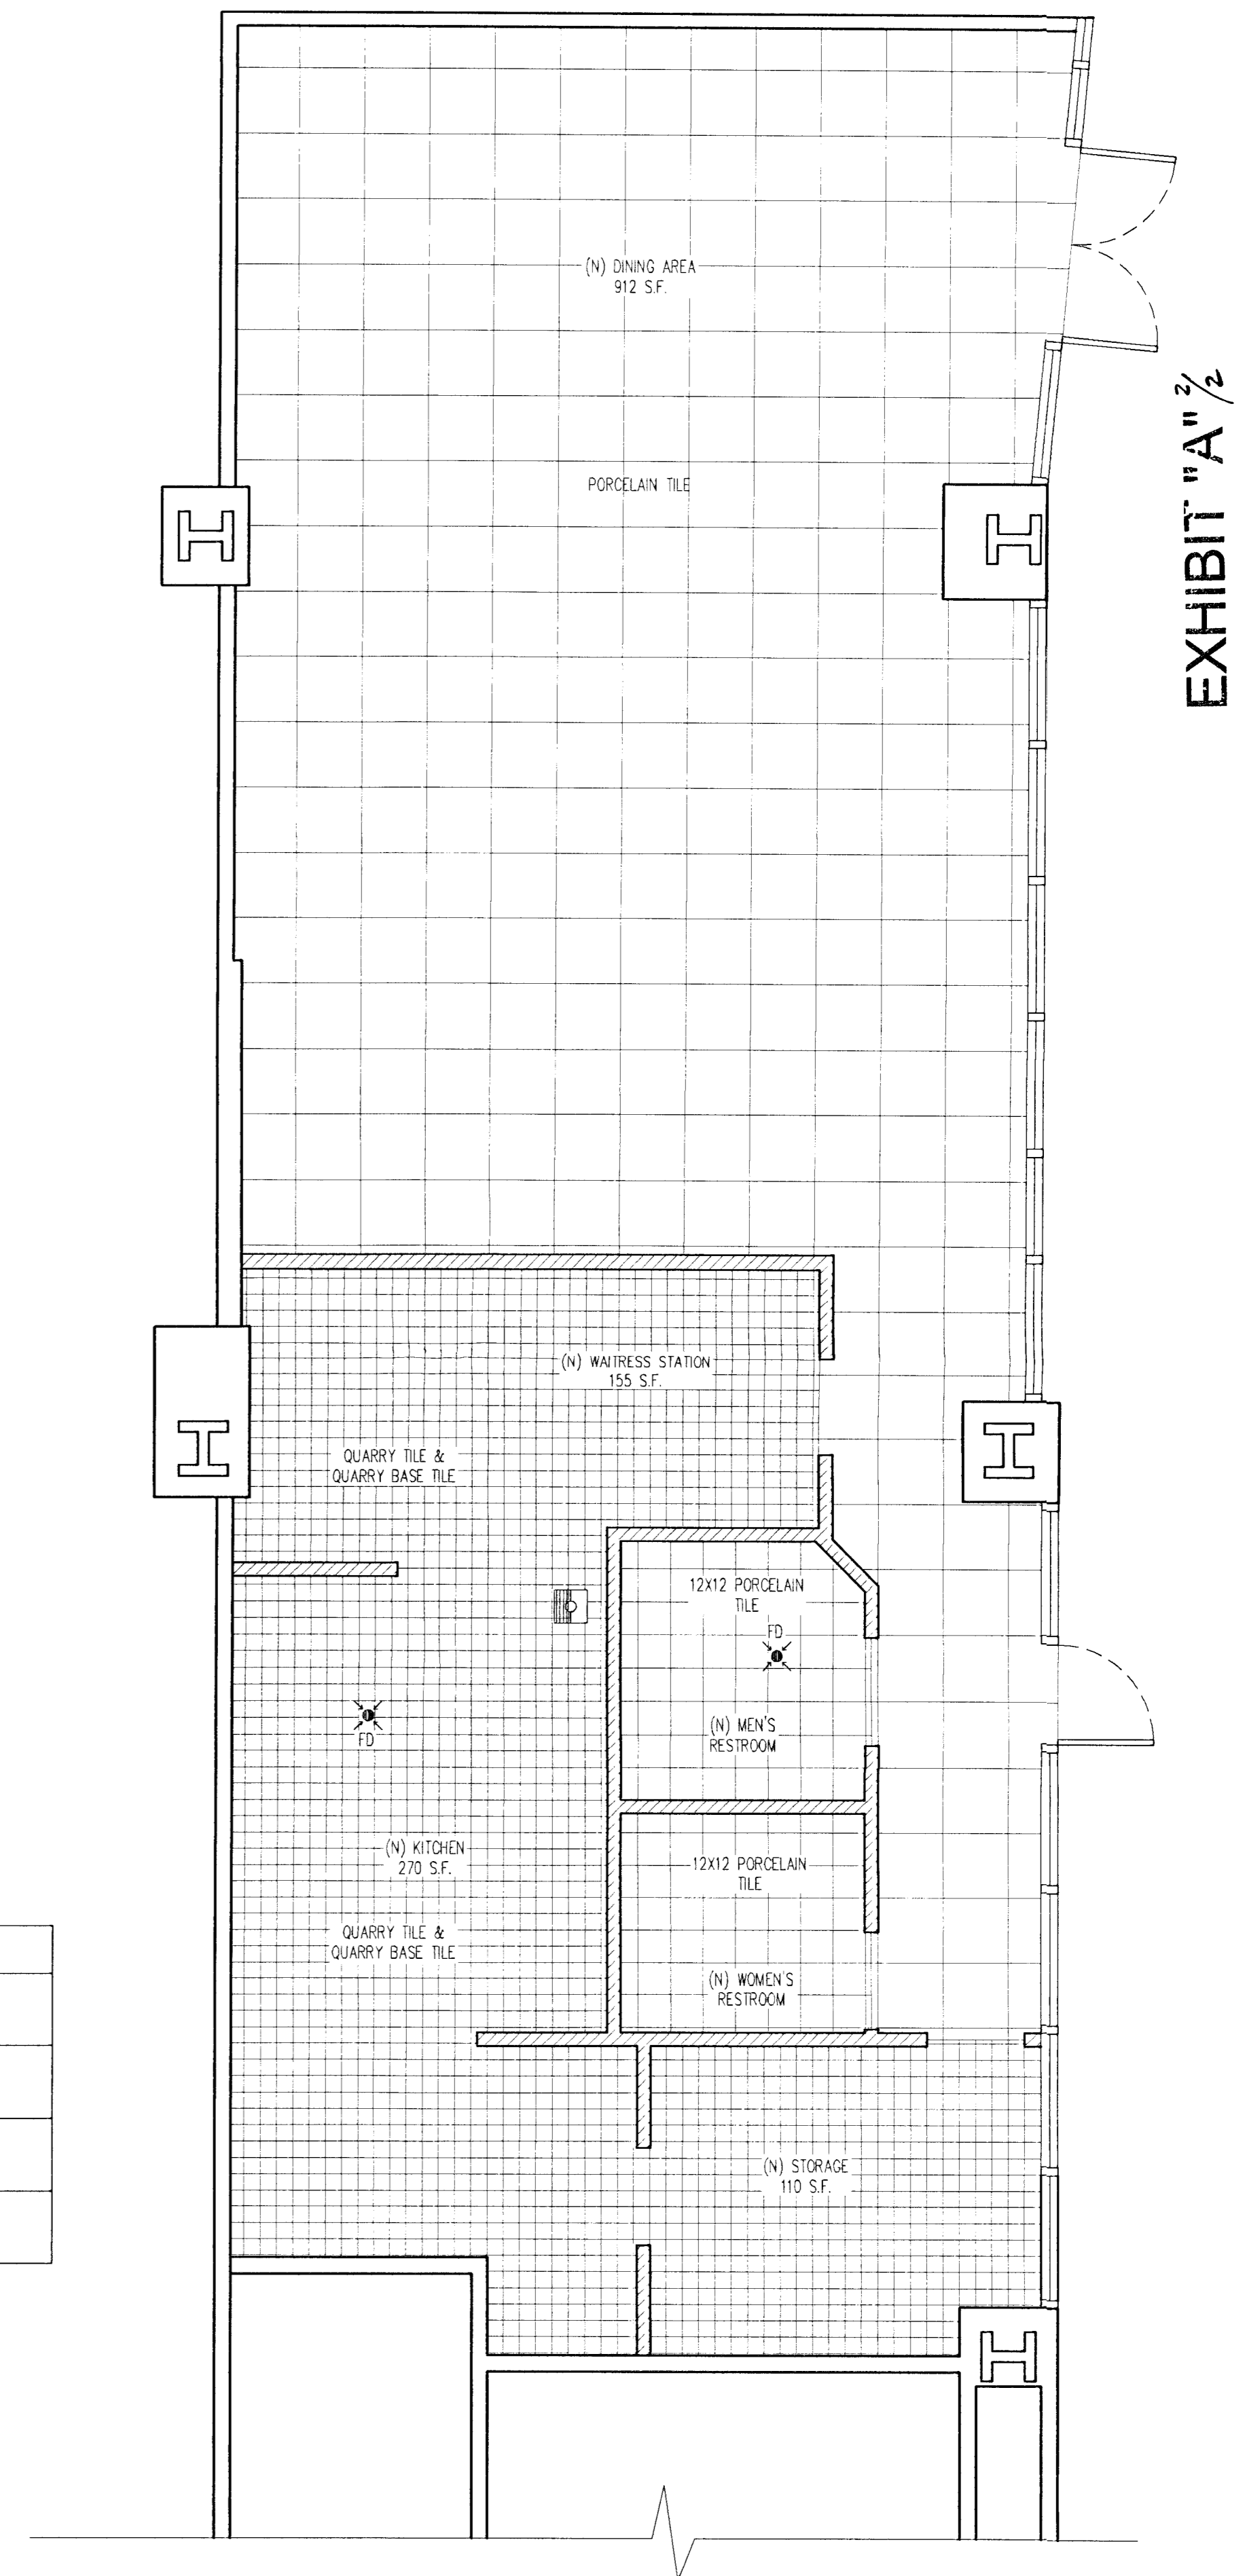 (N) DINING AREA
912 S.F.
PORCELAIN TILE
EXHIBIT "A" 2/2
(N) WAITRESS STATION
155 S.F.
QUARRY TILE &
QUARRY BASE TILE
12X12 PORCELAIN
TILE
FD
FD
(N) MEN'S
RESTROOM
(N) KITCHEN
270 S.F.
12X12 PORCELAIN
TILE
QUARRY TILE &
QUARRY BASE TILE
(N) WOMEN'S
RESTROOM
(N) STORAGE
110 S.F.